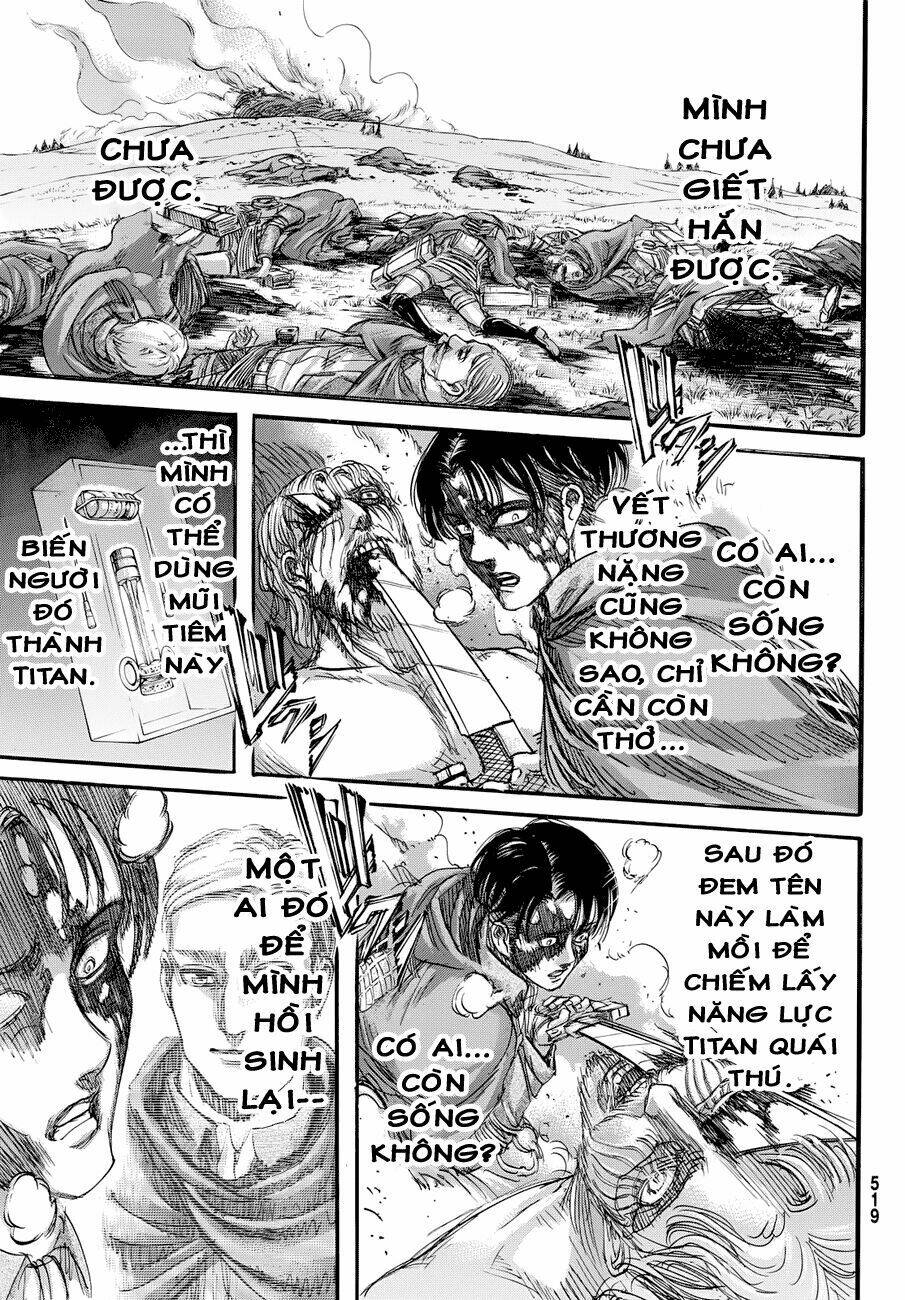 MÌNH
CHƯA
GIẾT
HẮN
ĐƯỢC.
CHƯA
ĐƯỢC.
CÓ AI...
CÒN
SỐNG
KHÔNG?
VẾT
THƯƠNG
NẶNG
CŨNG
KHÔNG
SAO, CHỈ
CẦN CÒN
THỞ...
...THÌ
MÌNH
CÓ
THỂ
DÙNG
MŨI
TIÊM
NÀY
BIẾN
NGƯỜI
ĐÓ
THÀNH
TITAN.
SAU ĐÓ
ĐEM TÊN
NÀY LÀM
MỒI ĐỂ
CHIẾM LẤY
NĂNG LỰC
TITAN QUÁI
THÚ.
CÓ AI...
CÒN
SỐNG
KHÔNG?
MỘT
AI ĐÓ
ĐỂ
MÌNH
HỒI
SINH
LẠI--
519